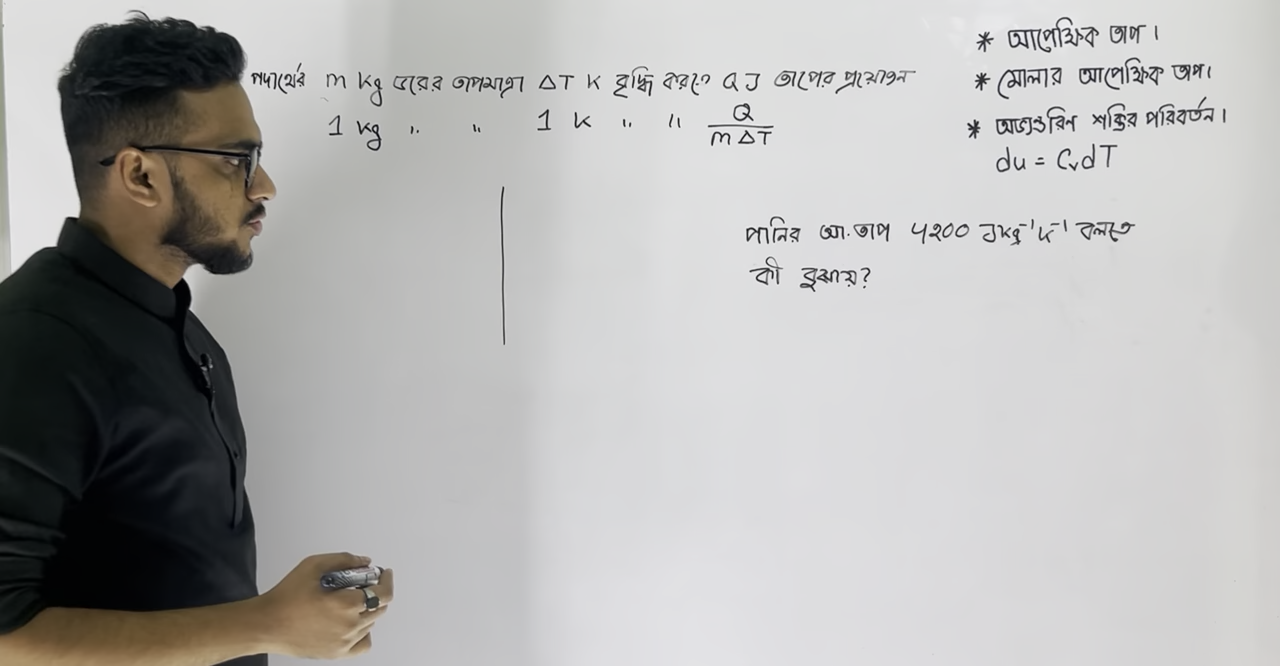 পদার্থের m kg ভরের তাপমাত্রা ΔT K বৃদ্ধি করতে Q J তাপের প্রয়োজন
1 kg " " 1 K " " Q/mΔT
* আপেক্ষিক তাপ।
* মোলার আপেক্ষিক তাপ।
* অভ্যন্তরিণ শক্তির পরিবর্তন।
du = CvdT
পানির আ. তাপ ৪২০০ Jkg⁻¹K⁻¹ বলতে
কী বুঝায়?